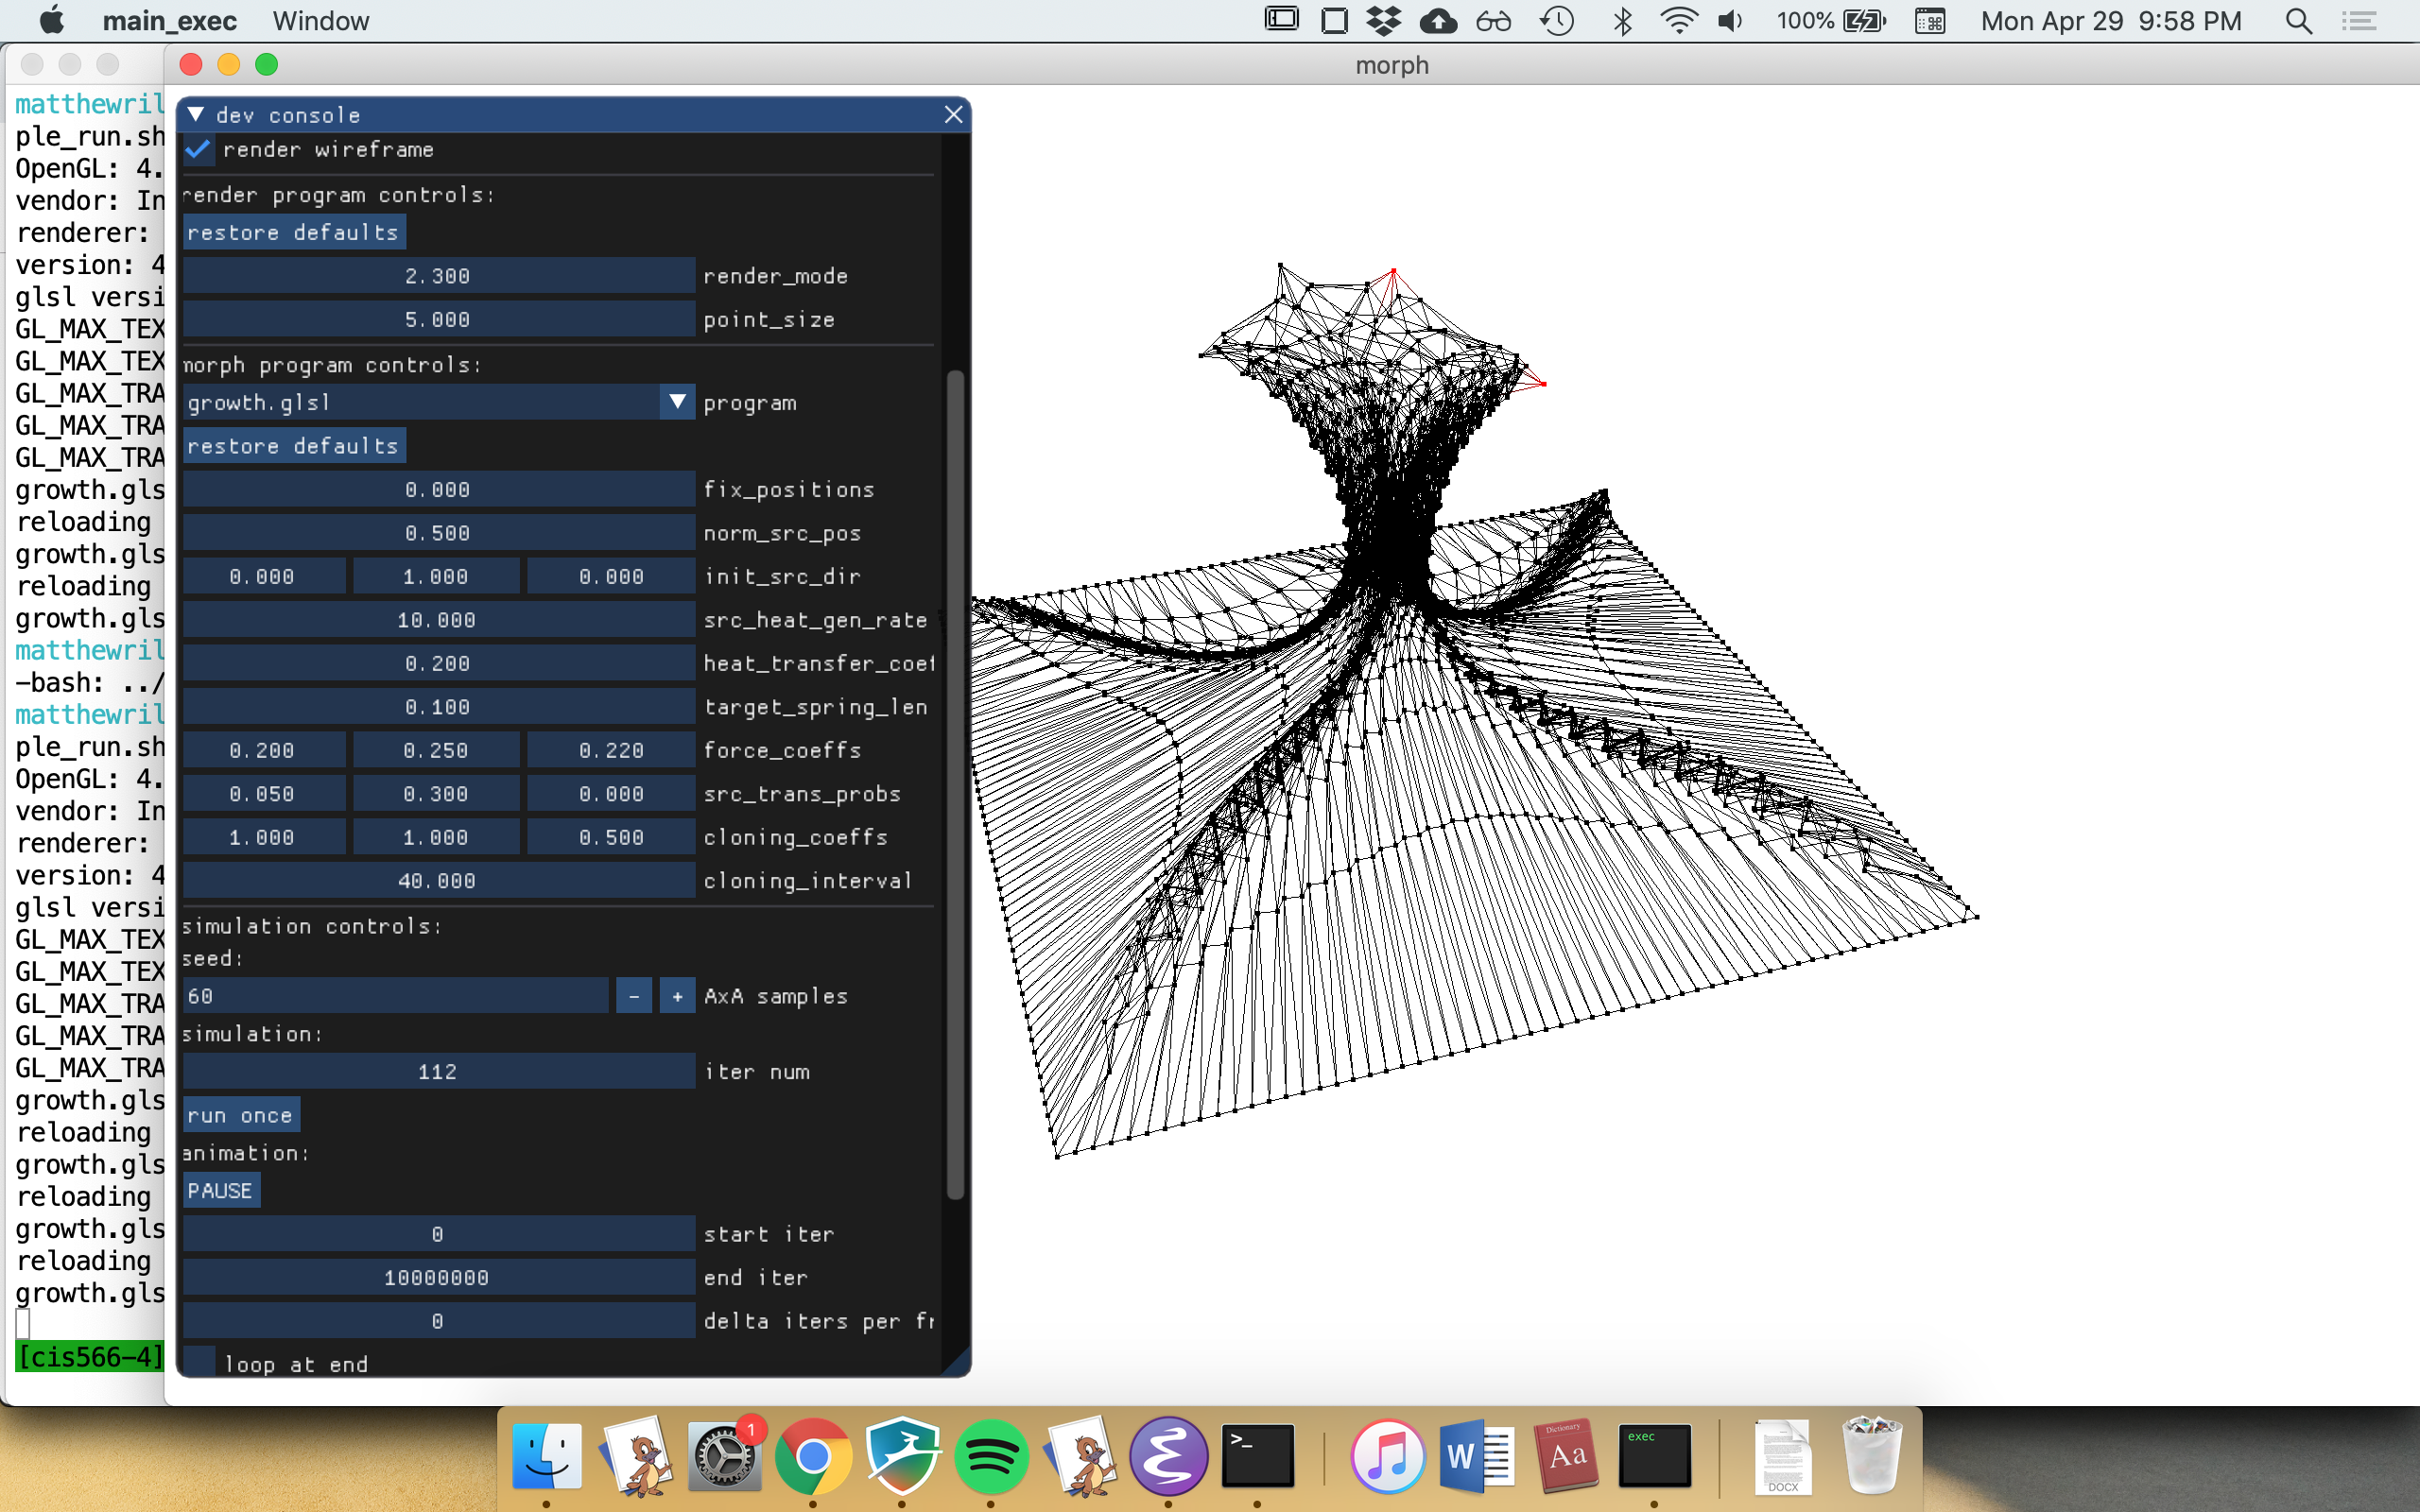 main_exec Window 100% Mon Apr 29 9:58 PM
morph
matthewril
ple_run.sh
OpenGL: 4.
vendor: In
renderer:
version: 4
glsl versi
GL_MAX_TEX
GL_MAX_TEX
GL_MAX_TRA
GL_MAX_TRA
GL_MAX_TRA
growth.gls
reloading
growth.gls
reloading
growth.gls
matthewril
-bash: ../
matthewril
ple_run.sh
OpenGL: 4.
vendor: In
renderer:
version: 4
glsl versi
GL_MAX_TEX
GL_MAX_TEX
GL_MAX_TRA
GL_MAX_TRA
GL_MAX_TRA
growth.gls
reloading
growth.gls
reloading
growth.gls
reloading
growth.gls
[cis566-4]
dev console
render wireframe
render program controls:
restore defaults
2.300 render_mode
5.000 point_size
morph program controls:
growth.glsl program
restore defaults
0.000 fix_positions
0.500 norm_src_pos
0.000 1.000 0.000 init_src_dir
10.000 src_heat_gen_rate
0.200 heat_transfer_coef
0.100 target_spring_len
0.200 0.250 0.220 force_coeffs
0.050 0.300 0.000 src_trans_probs
1.000 1.000 0.500 cloning_coeffs
40.000 cloning_interval
simulation controls:
seed:
60 - + AxA samples
simulation:
112 iter num
run once
animation:
PAUSE
0 start iter
10000000 end iter
0 delta iters per fr
loop at end
1
>_
W
Dictionary
Aa
exec
DOCX